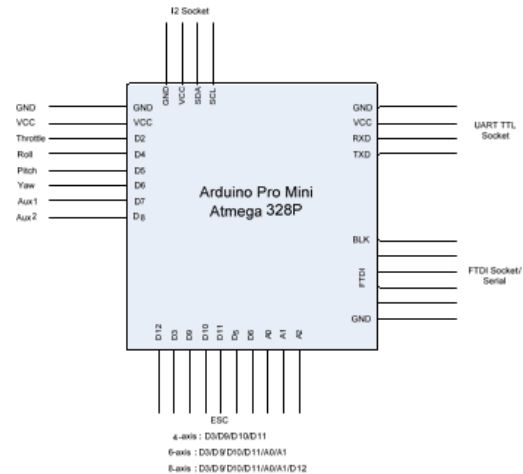 I2 Socket
GND VCC SDA SCL
GND GND
VCC VCC
Throttle D2
Roll D4
Pitch D5
Yaw D6
Aux1 D7
Aux2 D8
GND
VCC
RXD
TXD
UART TTL
Socket
Arduino Pro Mini
Atmega 328P
BLK
FTDI
GND
FTDI Socket/
Serial
D12 D3 D9 D10 D11 D5 D6 A0 A1 A2
ESC
4-axis : D3/D9/D10/D11
6-axis : D3/D9/D10/D11/A0/A1
8-axis : D3/D9/D10/D11/A0/A1/D12